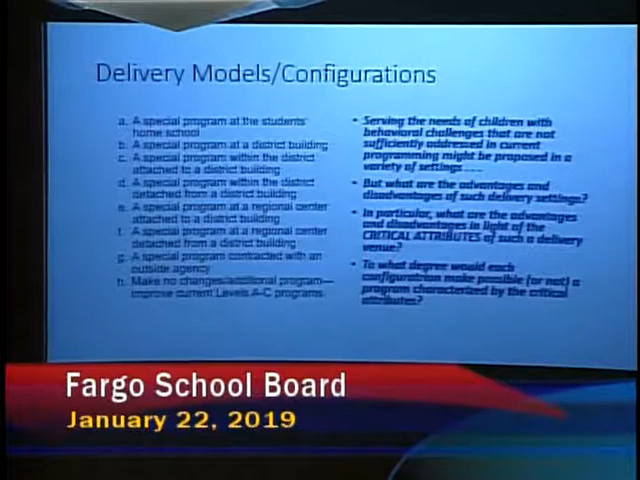 Delivery Models/Configurations
a. A special program at the students'
home school
b. A special program at a district building
c. A special program within the district
attached to a district building
d. A special program within the district
detached from a district building
e. A special program at a regional center
attached to a district building
f. A special program at a regional center
detached from a district building
g. A special program contracted with an
outside agency
h. Make no changes/additional program—
improve current Levels A-C programs
• Serving the needs of children with
behavioral challenges that are not
sufficiently addressed in current
programming might be proposed in a
variety of settings ....
• But what are the advantages and
disadvantages of such delivery settings?
• In particular, what are the advantages
and disadvantages in light of the
CRITICAL ATTRIBUTES of such a delivery
venue?
• To what degree would each
configuration make possible (or not) a
program characterized by the critical
attributes?
Fargo School Board
January 22, 2019